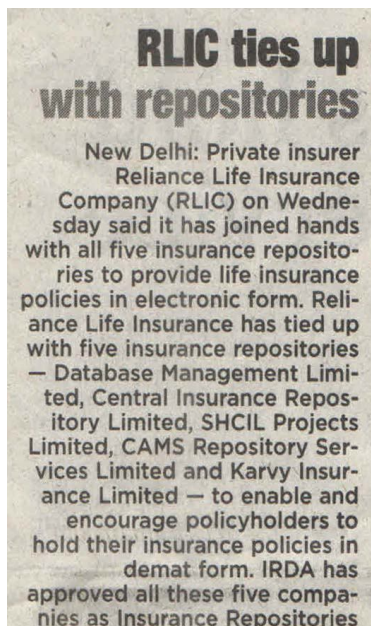 RLIC ties up
with repositories
New Delhi: Private insurer
Reliance Life Insurance
Company (RLIC) on Wedne-
sday said it has joined hands
with all five insurance reposito-
ries to provide life insurance
policies in electronic form. Reli-
ance Life Insurance has tied up
with five insurance repositories
— Database Management Limi-
ted, Central Insurance Repos-
itory Limited, SHCIL Projects
Limited, CAMS Repository Ser-
vices Limited and Karvy Insur-
ance Limited — to enable and
encourage policyholders to
hold their insurance policies in
demat form. IRDA has
approved all these five compa-
nies as Insurance Repositories